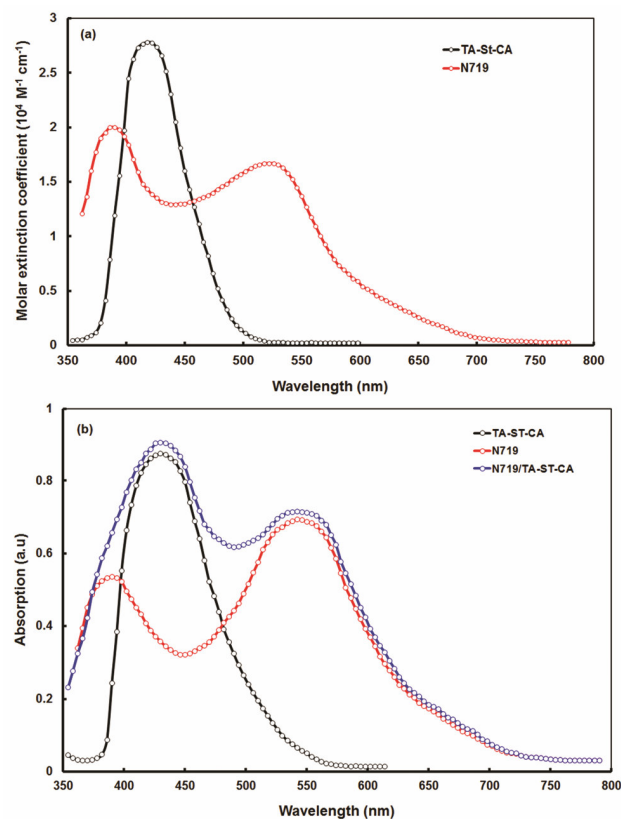 (a)
TA-St-CA
N719
Molar extinction coefficient (10⁴ M⁻¹ cm⁻¹)
3
2.5
2
1.5
1
0.5
0
350 400 450 500 550 600 650 700 750 800
Wavelength (nm)
(b)
TA-ST-CA
N719
N719/TA-ST-CA
Absorption (a.u)
1
0.8
0.6
0.4
0.2
0
350 400 450 500 550 600 650 700 750 800
Wavelength (nm)